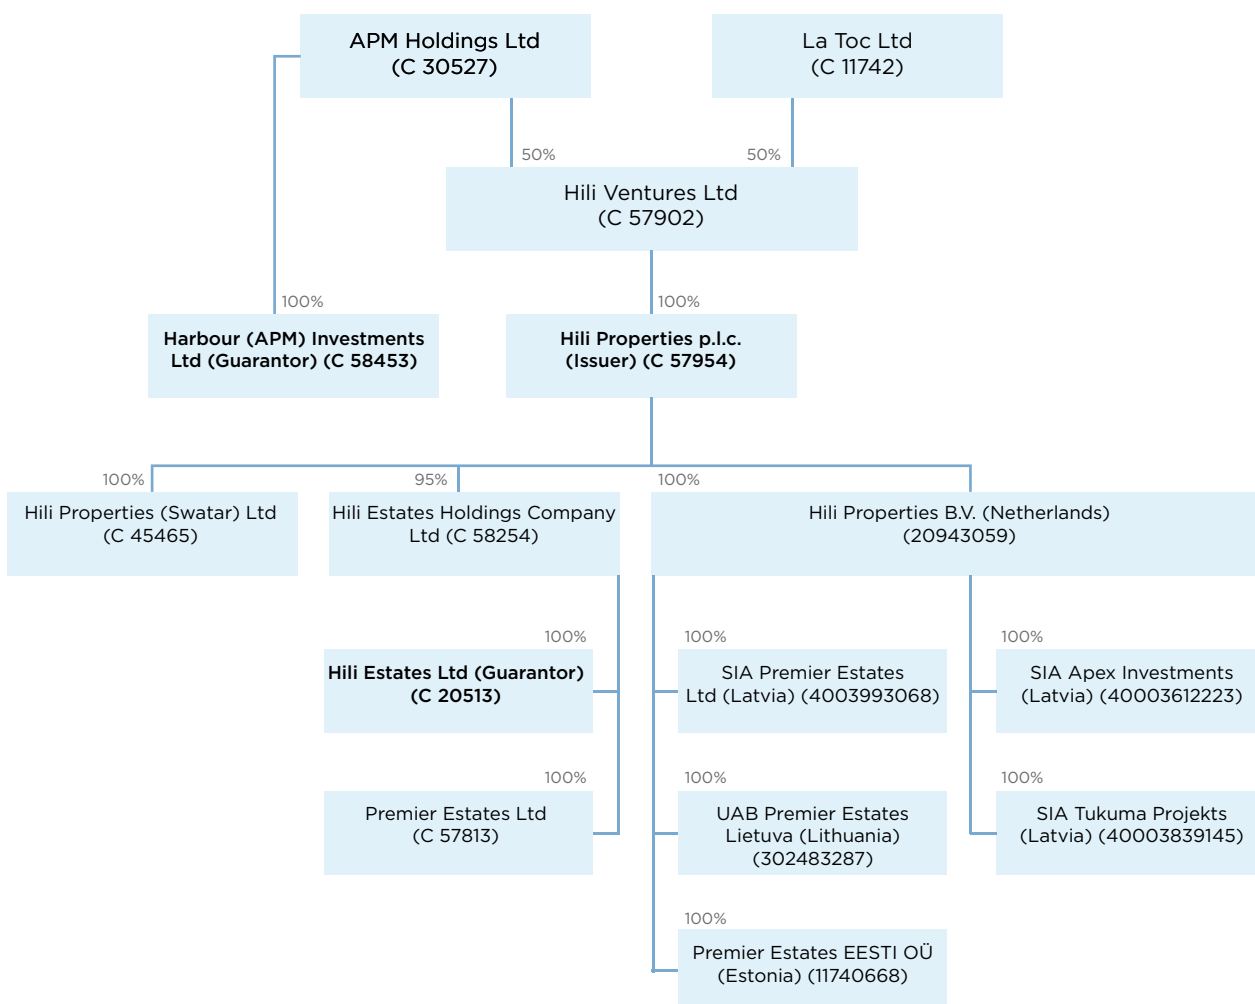 APM Holdings Ltd
(C 30527)
La Toc Ltd
(C 11742)
50%
50%
Hili Ventures Ltd
(C 57902)
100%
100%
Harbour (APM) Investments
Ltd (Guarantor) (C 58453)
Hili Properties p.l.c.
(Issuer) (C 57954)
100%
95%
100%
Hili Properties (Swatar) Ltd
(C 45465)
Hili Estates Holdings Company
Ltd (C 58254)
Hili Properties B.V. (Netherlands)
(20943059)
100%
100%
100%
Hili Estates Ltd (Guarantor)
(C 20513)
SIA Premier Estates
Ltd (Latvia) (4003993068)
SIA Apex Investments
(Latvia) (40003612223)
100%
100%
100%
Premier Estates Ltd
(C 57813)
UAB Premier Estates
Lietuva (Lithuania)
(302483287)
SIA Tukuma Projekts
(Latvia) (40003839145)
100%
Premier Estates EESTI OÜ
(Estonia) (11740668)